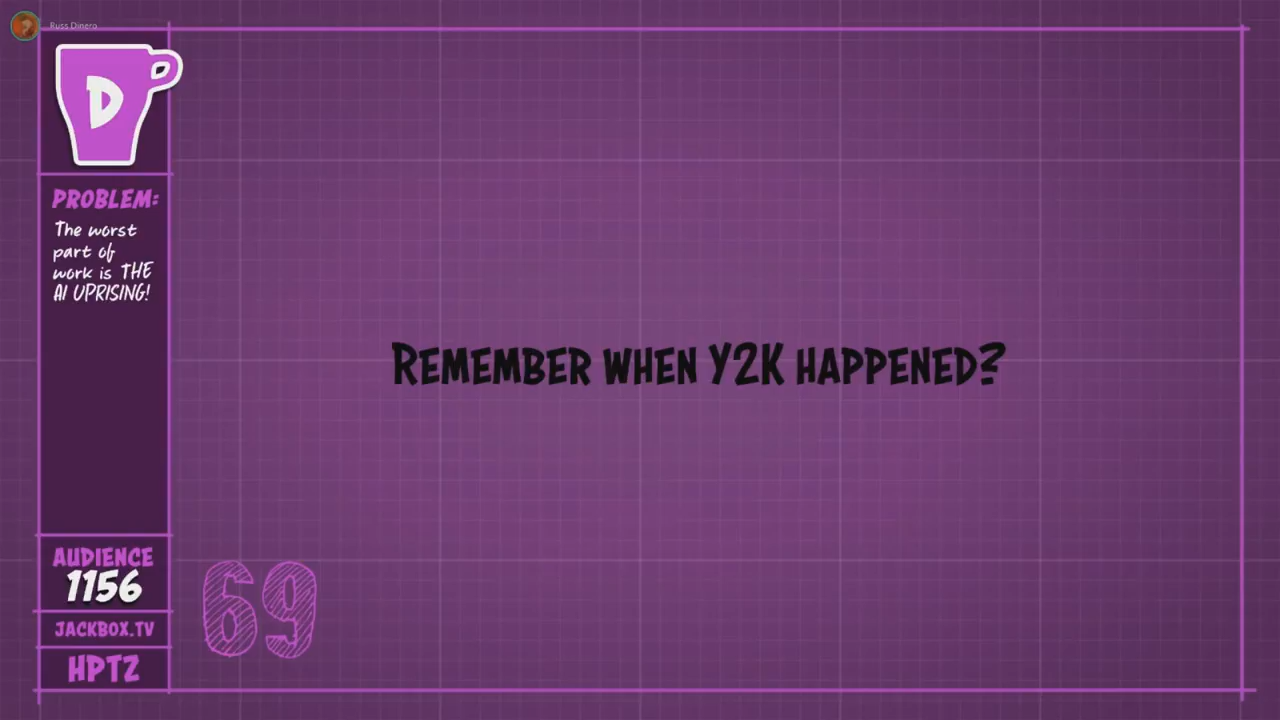 Russ Dinero
D
PROBLEM:
The worst
part of
work is THE
AI UPRISING!
REMEMBER WHEN Y2K HAPPENED?
AUDIENCE
1156
JACKBOX.TV
HPTZ
69